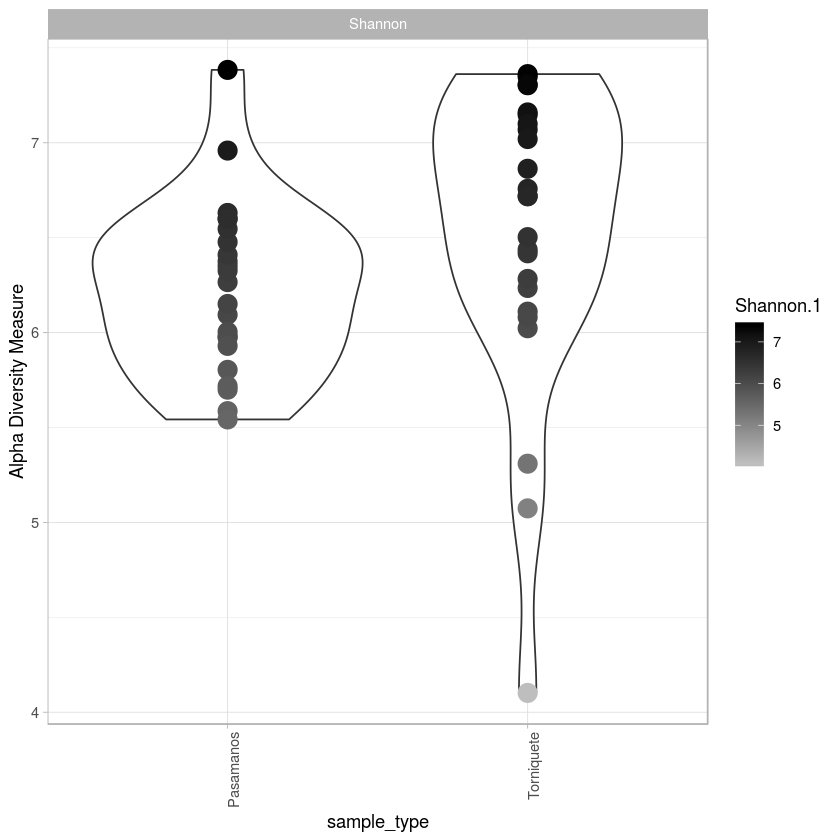 Shannon
Alpha Diversity Measure
7
6
5
4
Pasamanos
Torniquete
sample_type
Shannon.1
7
6
5